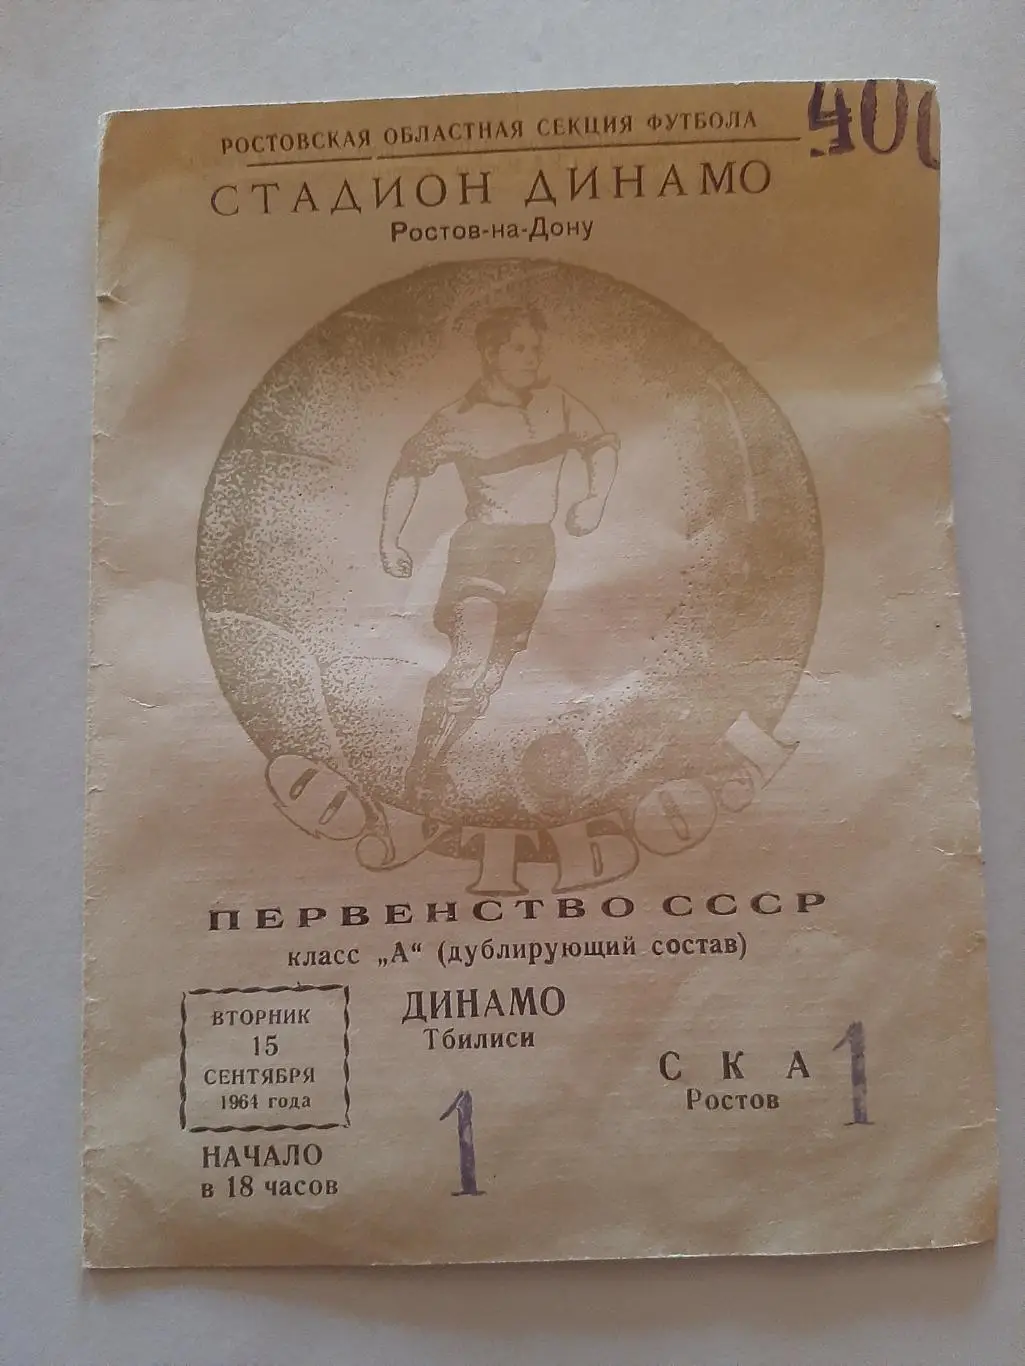 400
РОСТОВСКАЯ ОБЛАСТНАЯ СЕКЦИЯ ФУТБОЛА
СТАДИОН ДИНАМО
Ростов-на-Дону
ФУТБОЛ
ПЕРВЕНСТВО СССР
класс „А“ (дублирующий состав)
ВТОРНИК
15
СЕНТЯБРЯ
1964 года
НАЧАЛО
в 18 часов
ДИНАМО
Тбилиси
1
СКА
Ростов
1